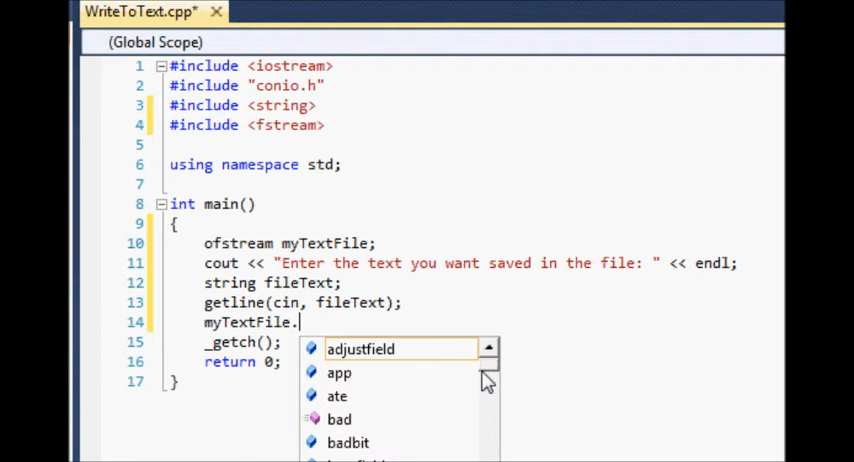 WriteToText.cpp*
(Global Scope)
1 #include <iostream>
2 #include "conio.h"
3 #include <string>
4 #include <fstream>
5
6 using namespace std;
7
8 int main()
9 {
10 ofstream myTextFile;
11 cout << "Enter the text you want saved in the file: " << endl;
12 string fileText;
13 getline(cin, fileText);
14 myTextFile.
15 _getch();
16 return 0;
17 }
adjustfield
app
ate
bad
badbit